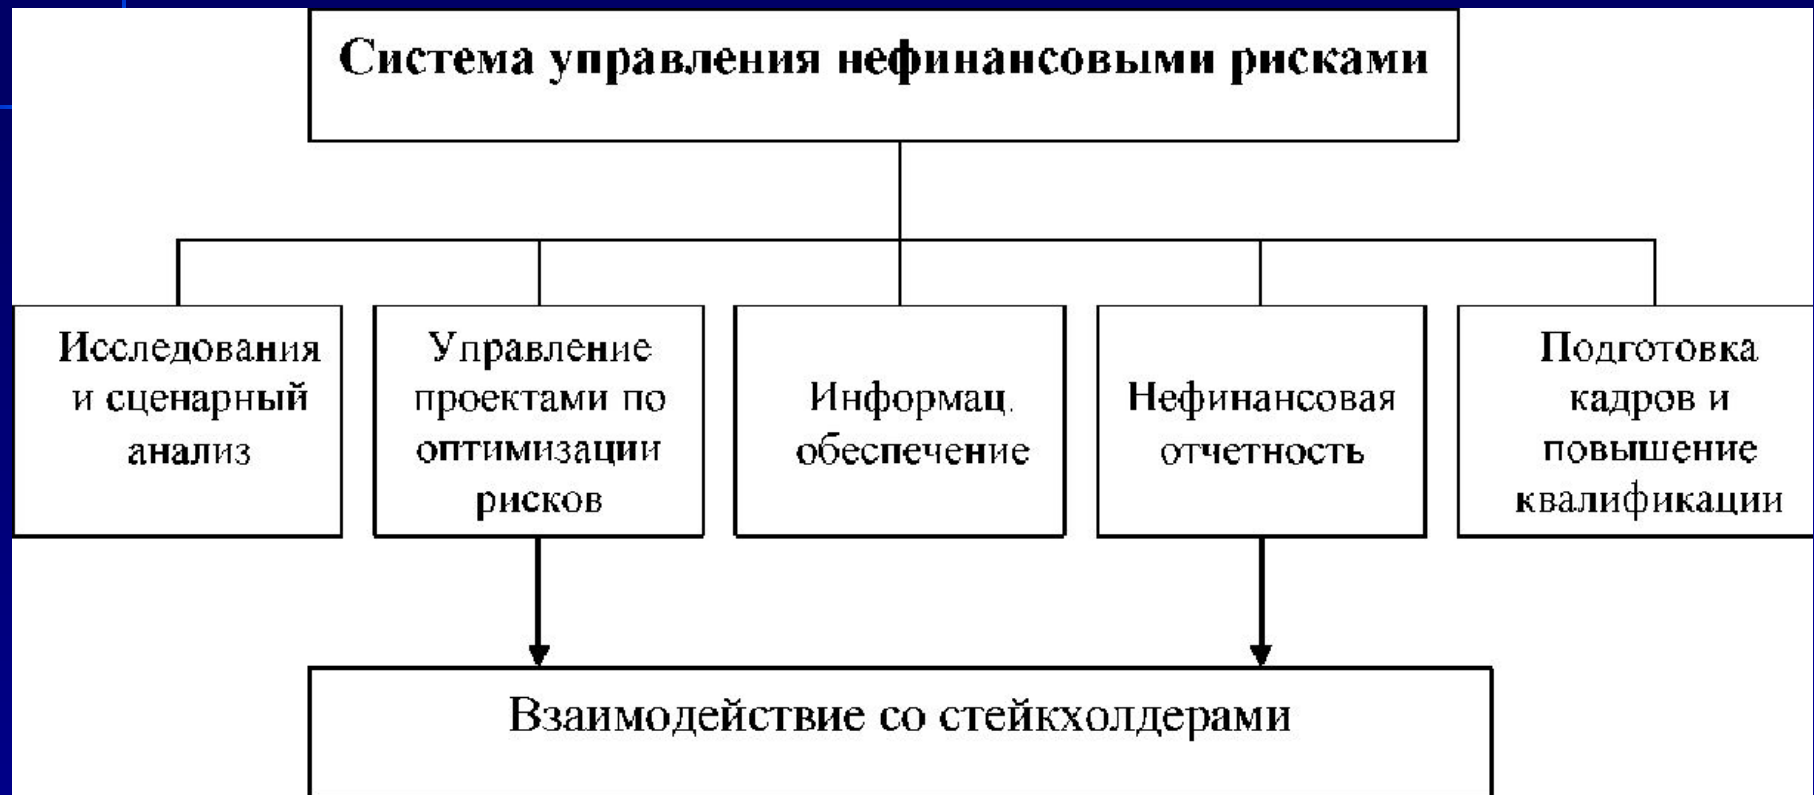 Система управления нефинансовыми рисками
Исследования
и сценарный
анализ
Управление
проектами по
оптимизации
рисков
Информац.
обеспечение
Нефинансовая
отчетность
Подготовка
кадров и
повышение
квалификации
Взаимодействие со стейкхолдерами